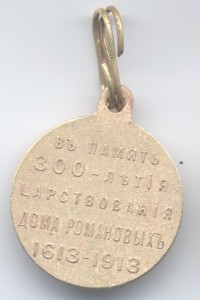 ВЪ ПАМЯТЬ
300-ЛѢТІЯ
ЦАРСТВОВАНІЯ
ДОМА РОМАНОВЫХЪ
1613-1913